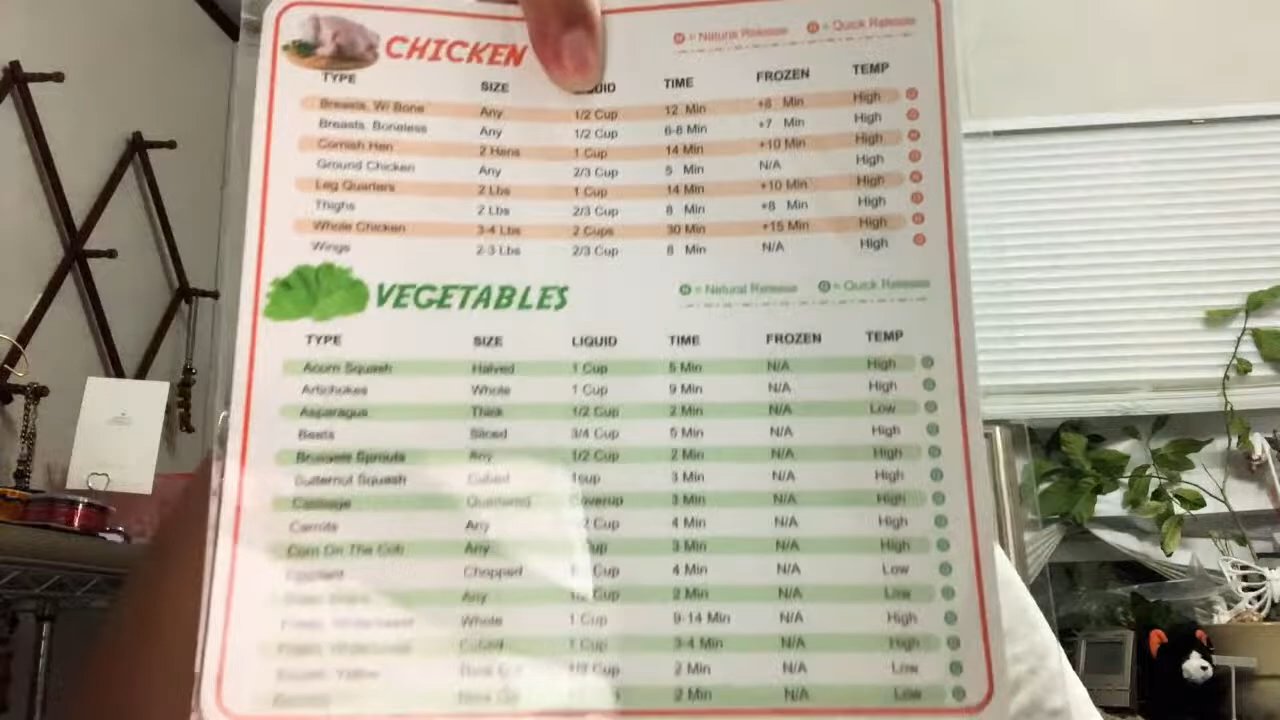 CHICKEN
= Natural Release = Quick Release
TYPE SIZE TIME FROZEN TEMP
Breasts, W/ Bone Any 1/2 Cup 12 Min +8 Min High
Breasts, Boneless Any 1/2 Cup 6-8 Min +7 Min High
Cornish Hen 2 Hens 1 Cup 14 Min +10 Min High
Ground Chicken Any 2/3 Cup 5 Min N/A High
Leg Quarters 2 Lbs 1 Cup 14 Min +10 Min High
Thighs 2 Lbs 2/3 Cup 8 Min +8 Min High
Whole Chicken 3-4 Lbs 2 Cups 30 Min +15 Min High
Wings 2-3 Lbs 2/3 Cup 8 Min N/A High
VEGETABLES
= Natural Release = Quick Release
TYPE SIZE LIQUID TIME FROZEN TEMP
Acorn Squash Halved 1 Cup 5 Min N/A High
Artichokes Whole 1 Cup 9 Min N/A High
Asparagus Thick 1/2 Cup 2 Min N/A Low
Beets Sliced 3/4 Cup 5 Min N/A High
Brussels Sprouts Any 1/2 Cup 2 Min N/A High
Butternut Squash Cubed 3 Min N/A High
Cabbage Quartered 3 Min N/A High
Carrots Any Cup 4 Min N/A High
Corn On The Cob Any 3 Min N/A High
Eggplant Chopped Cup 4 Min N/A Low
Any Cup 2 Min N/A Low
Whole 1 Cup 9-14 Min N/A High
Cubed 1 Cup 3-4 Min N/A High
Cup 2 Min N/A Low
2 Min N/A Low